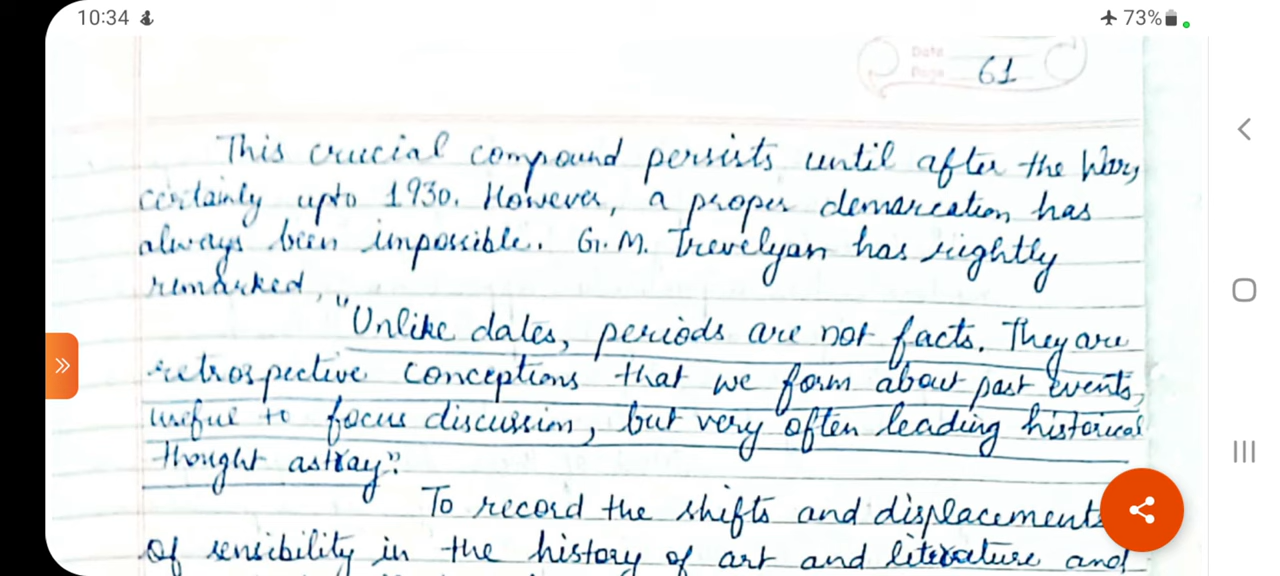 10:34
73%
Date
Page
61
This crucial compound persists until after the War,
certainly upto 1930. However, a proper demarcation has
always been impossible. G. M. Trevelyan has rightly
remarked,
"Unlike dates, periods are not facts. They are
retrospective conceptions that we form about past events,
useful to focus discussion, but very often leading historical
thought astray".
To record the shifts and displacements
of sensibility in the history of art and literature and